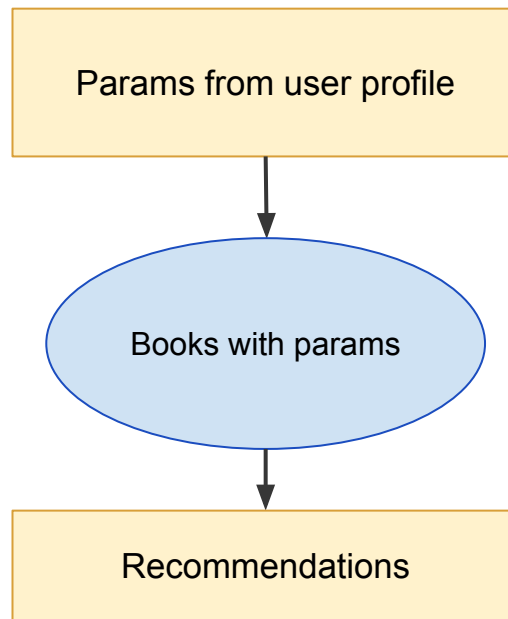 Params from user profile
Books with params
Recommendations